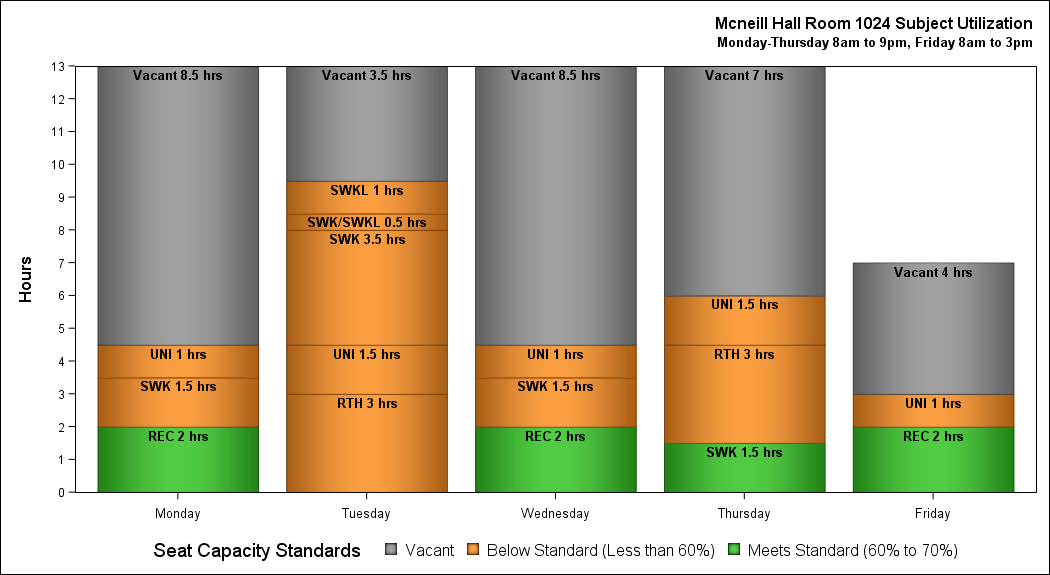 Mcneill Hall Room 1024 Subject Utilization
Monday-Thursday 8am to 9pm, Friday 8am to 3pm
Hours
13
12
11
10
9
8
7
6
5
4
3
2
1
0
Vacant 8.5 hrs
UNI 1 hrs
SWK 1.5 hrs
REC 2 hrs
Vacant 3.5 hrs
SWKL 1 hrs
SWK/SWKL 0.5 hrs
SWK 3.5 hrs
UNI 1.5 hrs
RTH 3 hrs
Vacant 8.5 hrs
UNI 1 hrs
SWK 1.5 hrs
REC 2 hrs
Vacant 7 hrs
UNI 1.5 hrs
RTH 3 hrs
SWK 1.5 hrs
Vacant 4 hrs
UNI 1 hrs
REC 2 hrs
Monday Tuesday Wednesday Thursday Friday
Seat Capacity Standards Vacant Below Standard (Less than 60%) Meets Standard (60% to 70%)